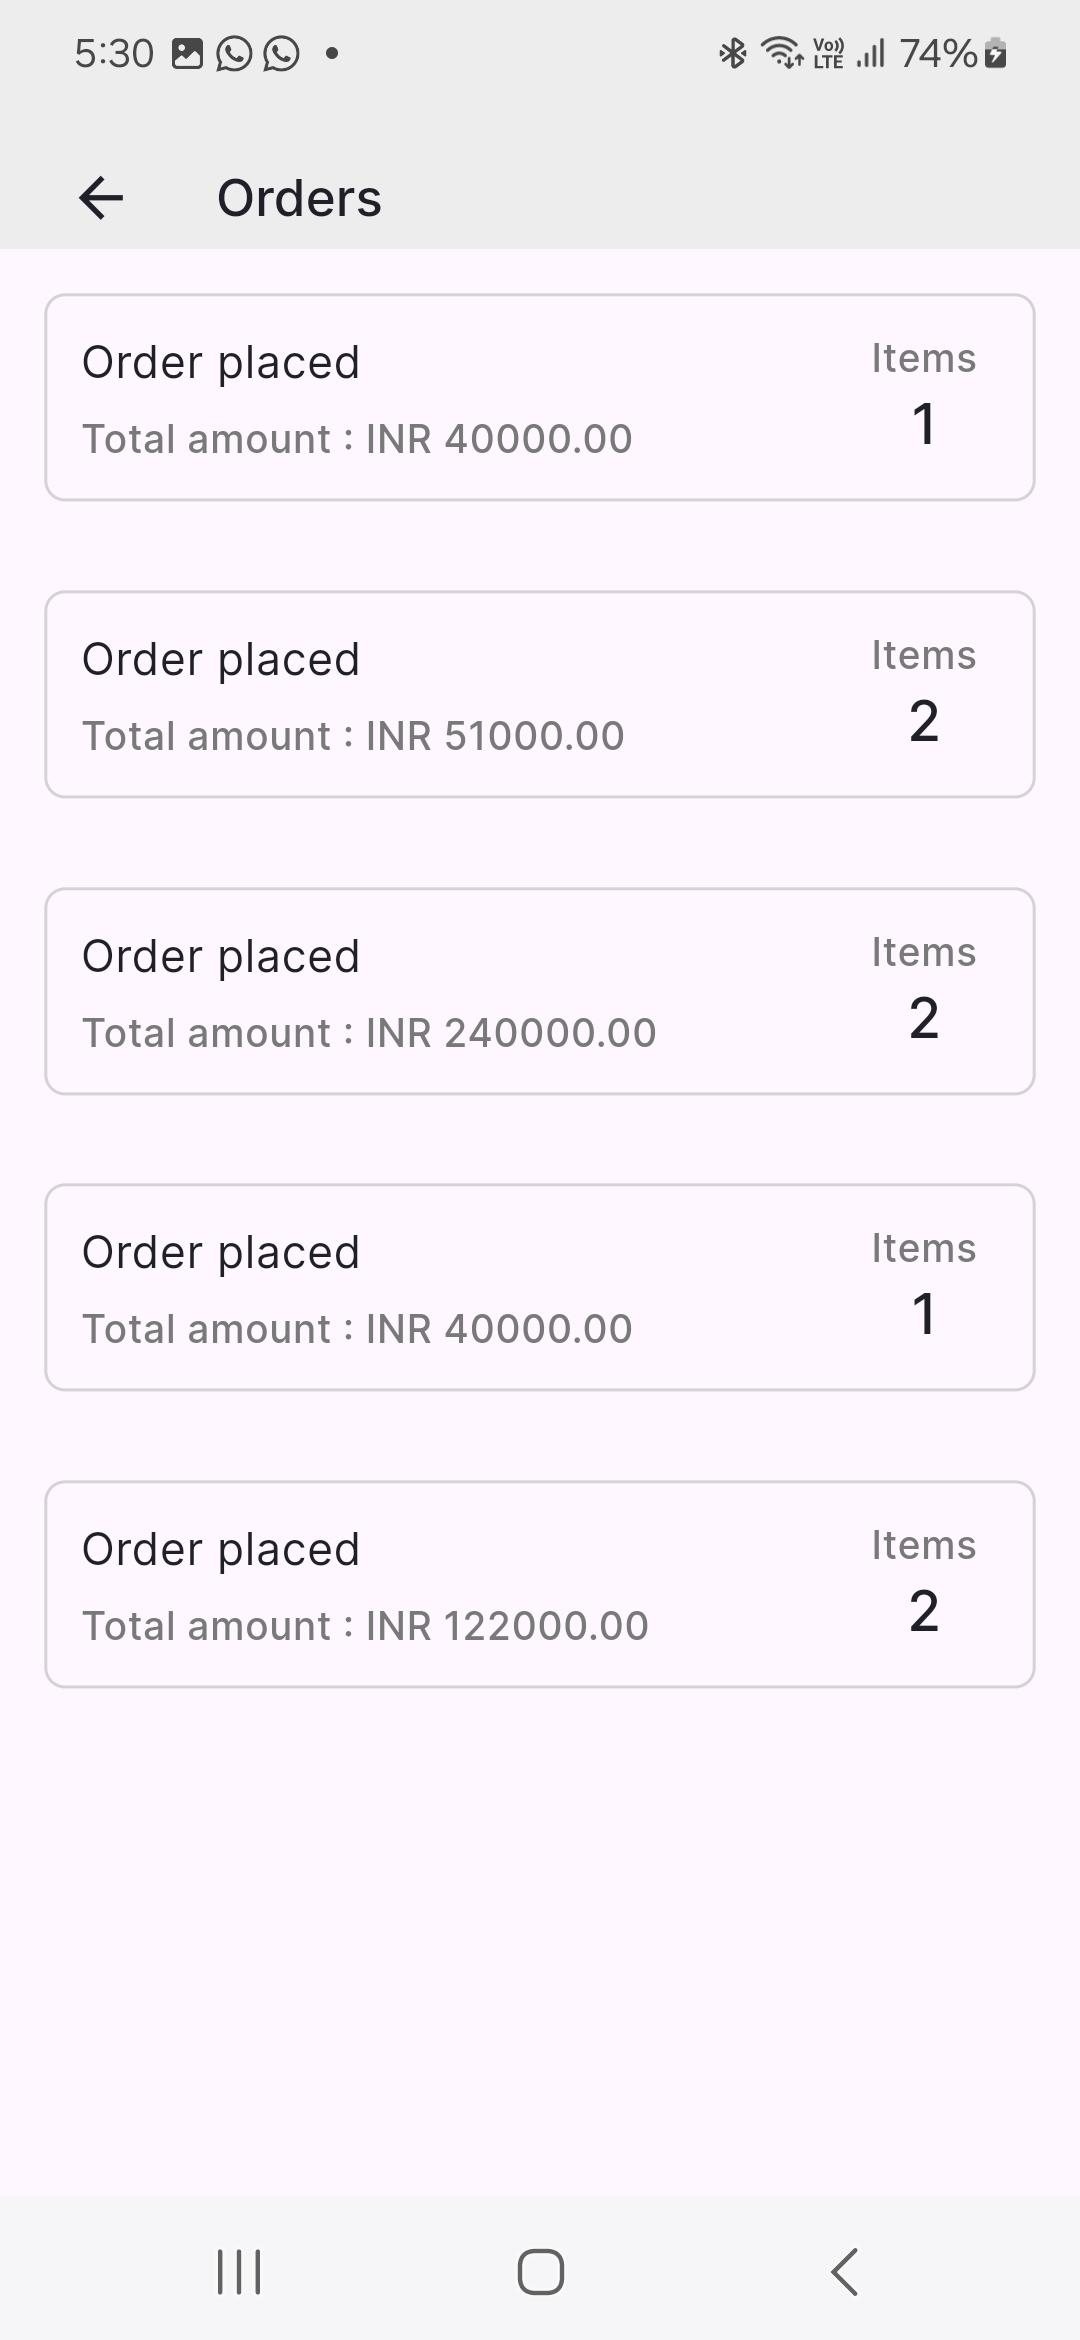 5:30
Vo)) LTE 74%
Orders
Order placed
Items
Total amount : INR 40000.00
1
Order placed
Items
Total amount : INR 51000.00
2
Order placed
Items
Total amount : INR 240000.00
2
Order placed
Items
Total amount : INR 40000.00
1
Order placed
Items
Total amount : INR 122000.00
2